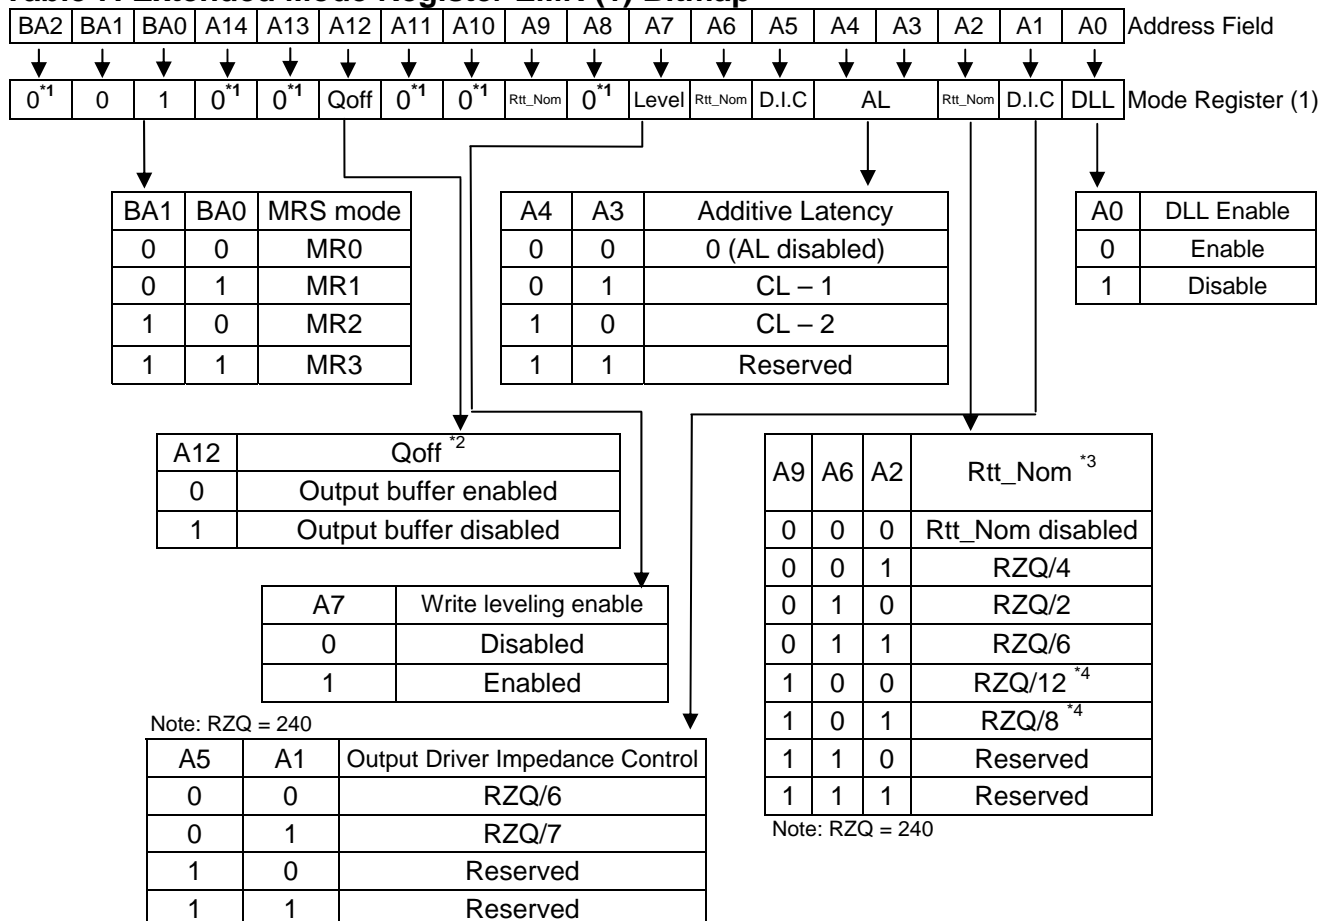 BA2 BA1 BA0 A14 A13 A12 A11 A10 A9 A8 A7 A6 A5 A4 A3 A2 A1 A0 Address Field
0*1 0 1 0*1 0*1 Qoff 0*1 0*1 Rtt_Nom 0*1 Level Rtt_Nom D.I.C AL Rtt_Nom D.I.C DLL Mode Register (1)
BA1 BA0 MRS mode
0 0 MR0
0 1 MR1
1 0 MR2
1 1 MR3
A4 A3 Additive Latency
0 0 0 (AL disabled)
0 1 CL – 1
1 0 CL – 2
1 1 Reserved
A0 DLL Enable
0 Enable
1 Disable
A12 Qoff *2
0 Output buffer enabled
1 Output buffer disabled
A7 Write leveling enable
0 Disabled
1 Enabled
A9 A6 A2 Rtt_Nom *3
0 0 0 Rtt_Nom disabled
0 0 1 RZQ/4
0 1 0 RZQ/2
0 1 1 RZQ/6
1 0 0 RZQ/12 *4
1 0 1 RZQ/8 *4
1 1 0 Reserved
1 1 1 Reserved
Note: RZQ = 240
Note: RZQ = 240
A5 A1 Output Driver Impedance Control
0 0 RZQ/6
0 1 RZQ/7
1 0 Reserved
1 1 Reserved